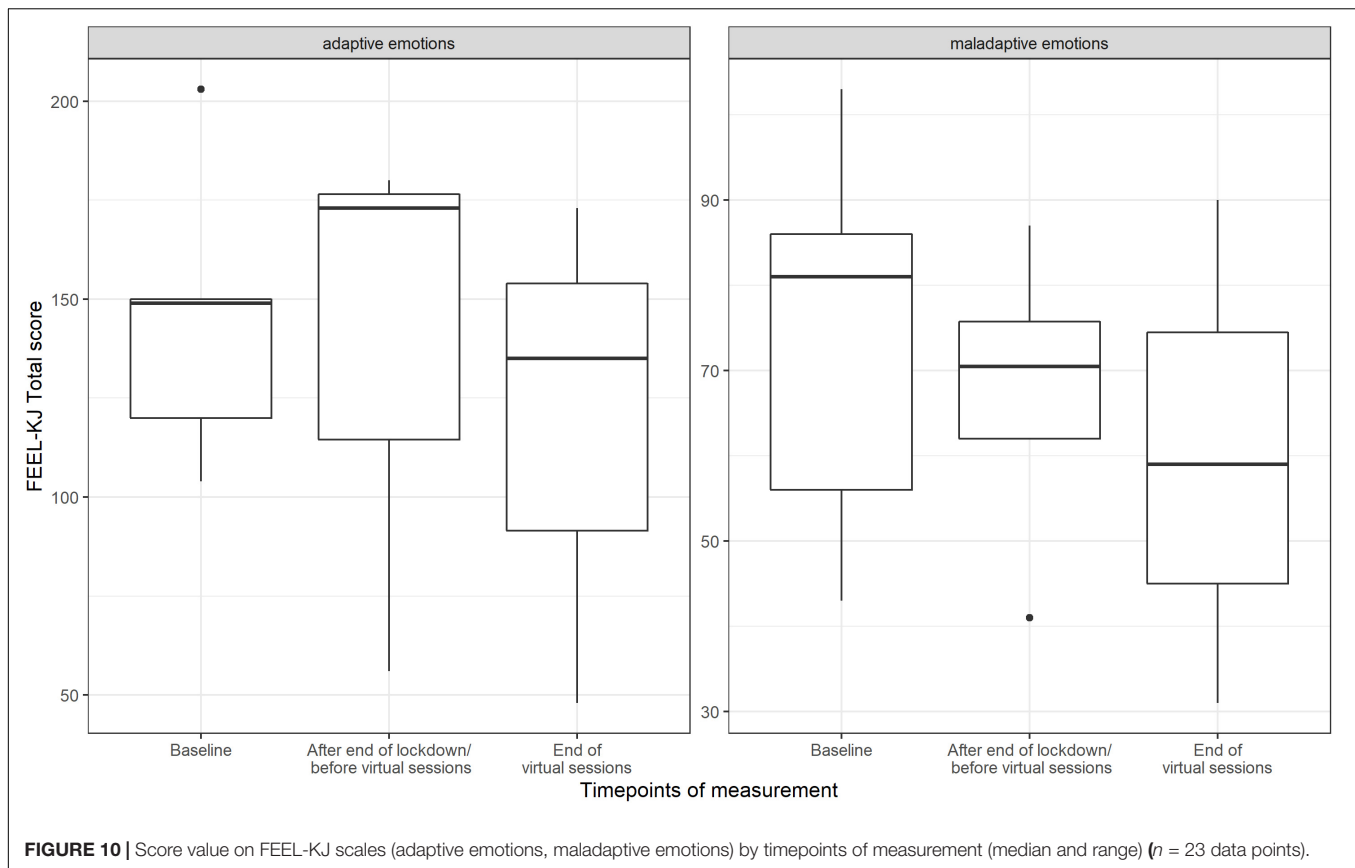 adaptive emotions
maladaptive emotions
FEEL-KJ Total score
200
150
100
50
90
70
50
30
Baseline
After end of lockdown/
before virtual sessions
End of
virtual sessions
Baseline
After end of lockdown/
before virtual sessions
End of
virtual sessions
Timepoints of measurement
FIGURE 10 | Score value on FEEL-KJ scales (adaptive emotions, maladaptive emotions) by timepoints of measurement (median and range) (n = 23 data points).